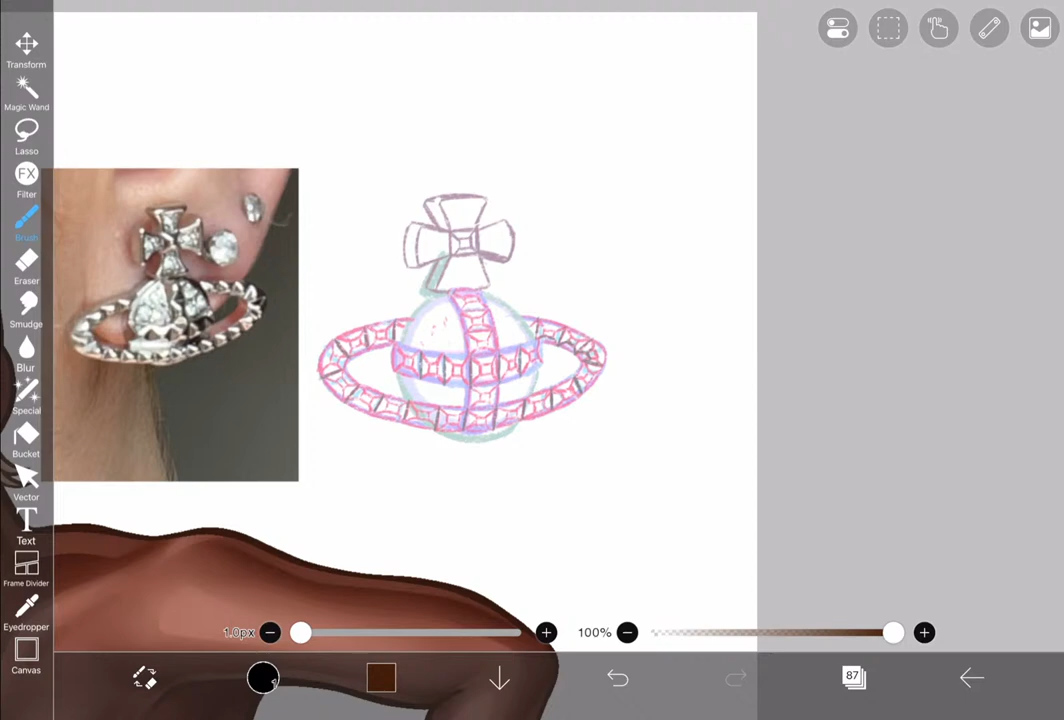 Transform
Magic Wand
Lasso
FX
Filter
Brush
Eraser
Smudge
Blur
Special
Bucket
Vector
T
Text
Frame Divider
Eyedropper
Canvas
1.0px
100%
87